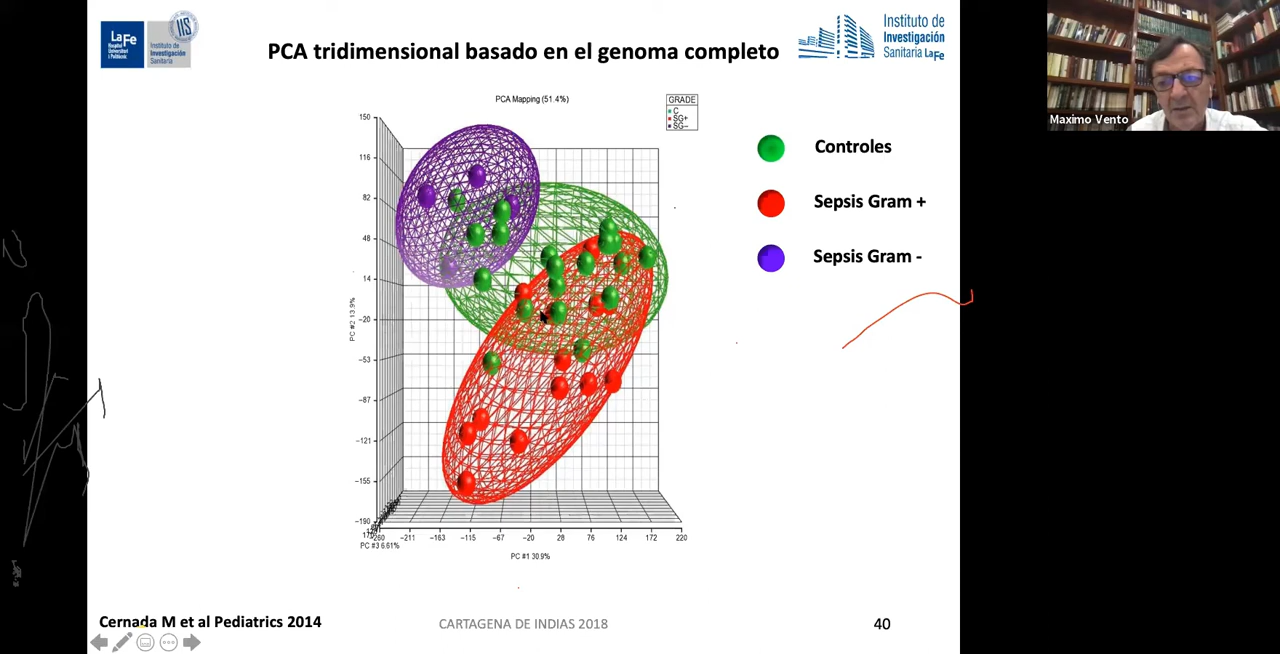 LaFe
Hospital
Universitari
i Politècnic
IIS
Instituto de
Investigación
Sanitaria
PCA tridimensional basado en el genoma completo
Instituto de
Investigación
Sanitaria LaFe
Maximo Vento
PCA Mapping (51.4%)
GRADE
C
SG+
SG-
Controles
Sepsis Gram +
Sepsis Gram -
150
116
82
48
14
-20
-53
-87
-121
-155
-190
PC #2 13.9%
-260 -211 -163 -115 -67 -20 28 76 124 172 220
PC #3 6.61%
PC #1 30.9%
Cernada M et al Pediatrics 2014
CARTAGENA DE INDIAS 2018
40